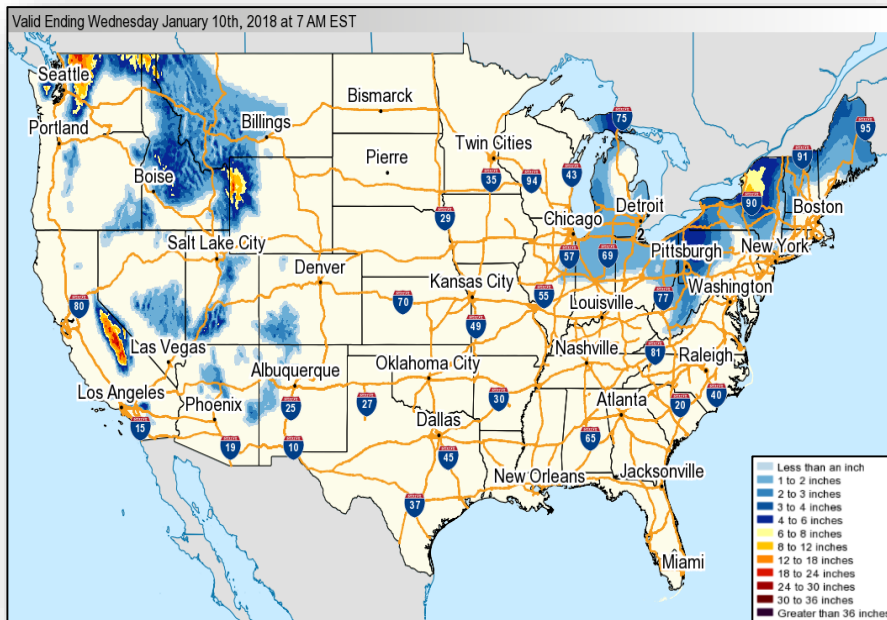 Valid Ending Wednesday January 10th, 2018 at 7 AM EST
Seattle
Portland
Billings
Bismarck
Twin Cities
Pierre
Boise
Salt Lake City
Denver
Chicago
Detroit
Pittsburgh
Boston
New York
Washington
Kansas City
Louisville
Las Vegas
Albuquerque
Oklahoma City
Nashville
Raleigh
Los Angeles
Phoenix
Dallas
Atlanta
New Orleans
Jacksonville
Miami
75
95
91
90
35
94
43
29
57
69
80
70
55
77
49
81
25
27
30
40
20
15
19
10
65
45
37
Less than an inch
1 to 2 inches
2 to 3 inches
3 to 4 inches
4 to 6 inches
6 to 8 inches
8 to 12 inches
12 to 18 inches
18 to 24 inches
24 to 30 inches
30 to 36 inches
Greater than 36 inches